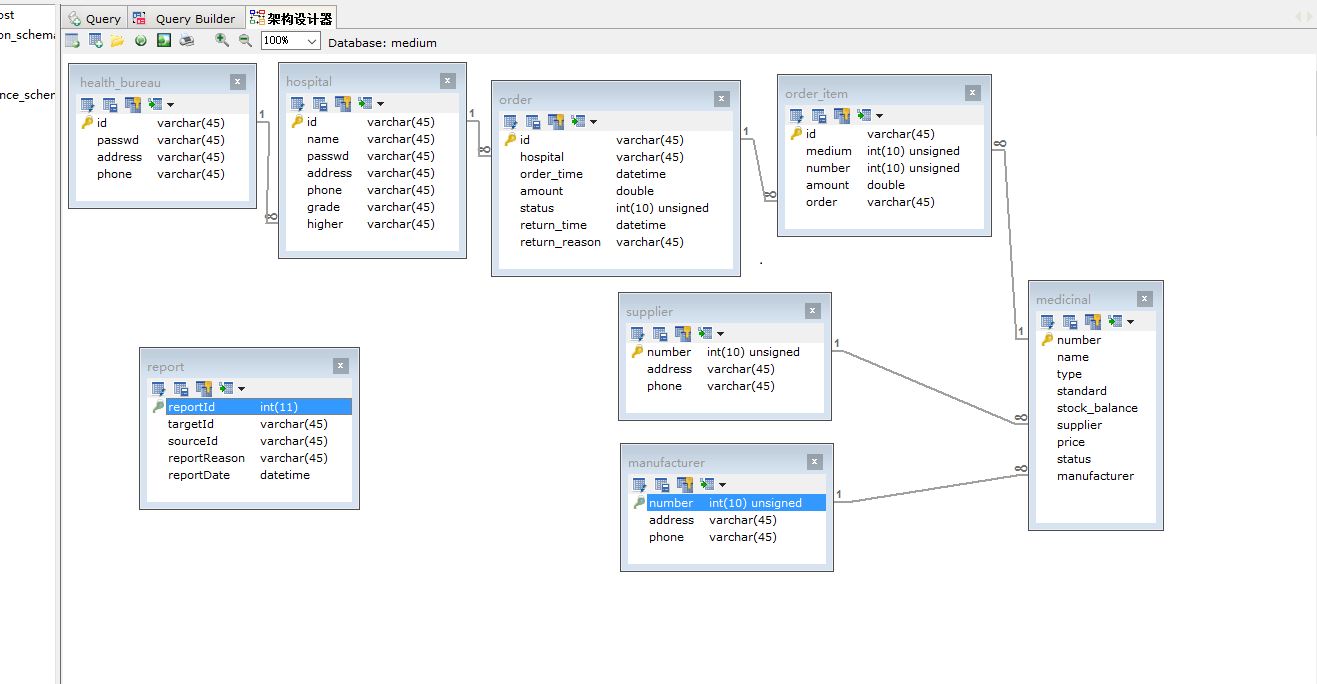 ost
on_schema
nce_scher
Query
Query Builder
架构设计器
100%
Database: medium
health_bureau
1
id varchar(45)
passwd varchar(45)
address varchar(45)
phone varchar(45)
∞
hospital
1
id varchar(45)
name varchar(45)
passwd varchar(45)
address varchar(45)
phone varchar(45)
grade varchar(45)
higher varchar(45)
∞
order
1
id varchar(45)
hospital varchar(45)
order_time datetime
amount double
status int(10) unsigned
return_time datetime
return_reason varchar(45)
∞
order_item
id varchar(45)
medium int(10) unsigned
number int(10) unsigned
amount double
order varchar(45)
∞
1
supplier
number int(10) unsigned
address varchar(45)
phone varchar(45)
1
∞
medicinal
number
name
type
standard
stock_balance
supplier
price
status
manufacturer
report
reportId int(11)
targetId varchar(45)
sourceId varchar(45)
reportReason varchar(45)
reportDate datetime
manufacturer
number int(10) unsigned
address varchar(45)
phone varchar(45)
1
∞